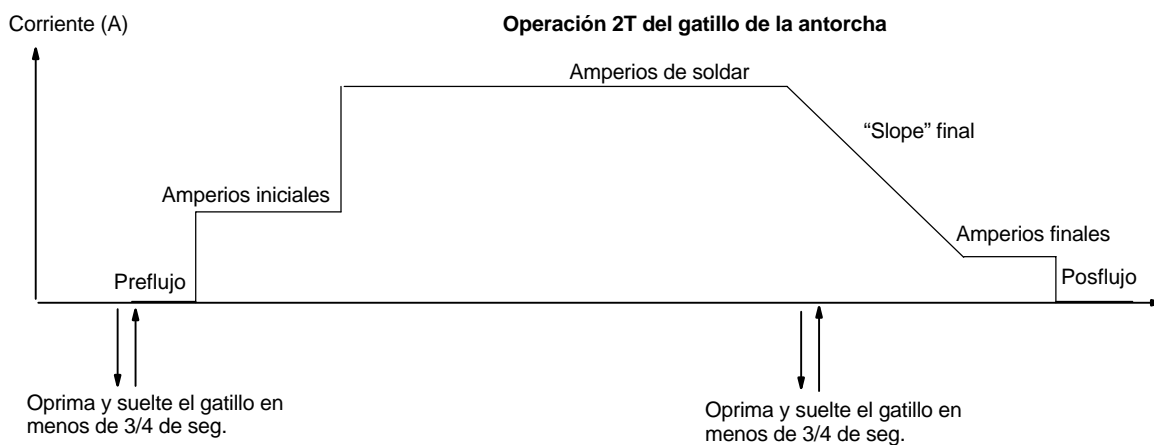 Corriente (A)
Operación 2T del gatillo de la antorcha
Amperios de soldar
“Slope” final
Amperios iniciales
Amperios finales
Preflujo
Posflujo
Oprima y suelte el gatillo en
menos de 3/4 de seg.
Oprima y suelte el gatillo en
menos de 3/4 de seg.